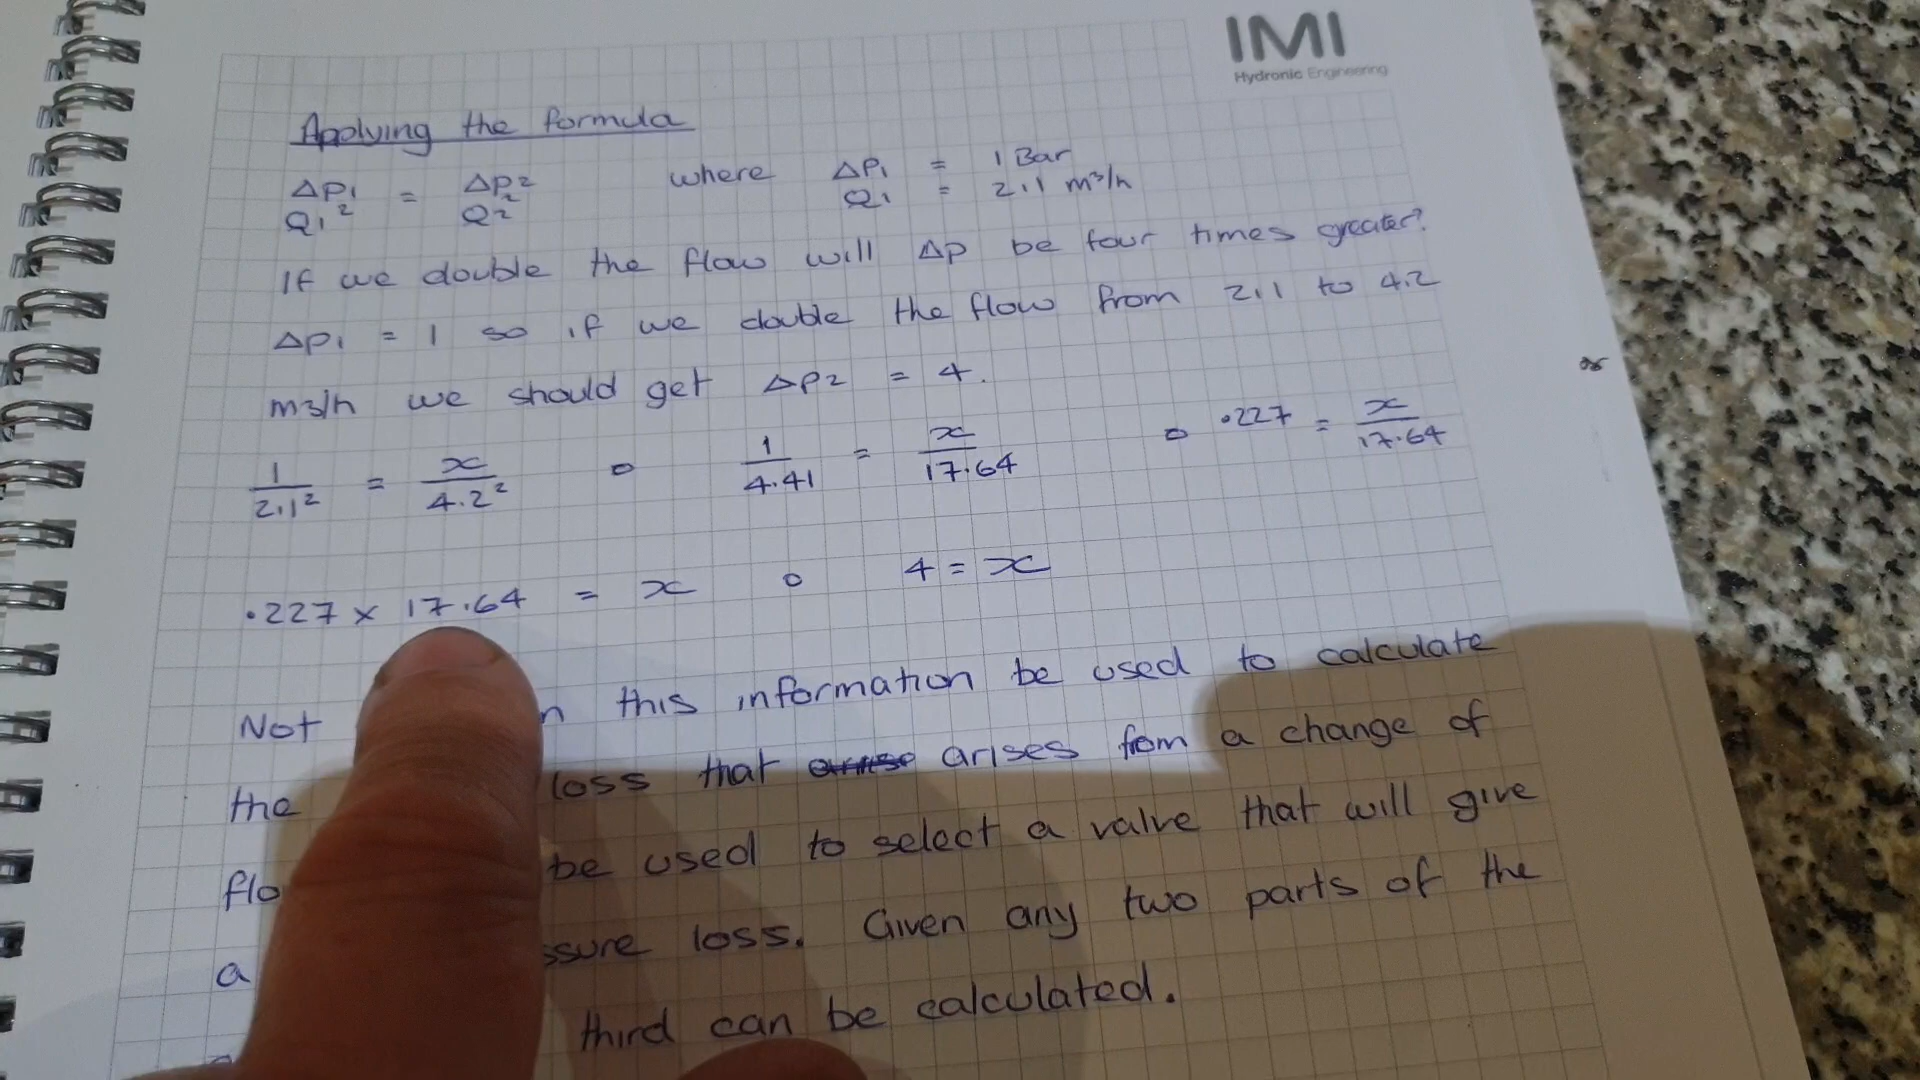 IMI
Hydronic Engineering
Applying the formula
ΔP1 = ΔP2 where ΔP1 = 1 Bar
Q1² Q2² Q1 = 2.1 m³/h
If we double the flow will Δp be four times greater?
ΔP1 = 1 so if we double the flow from 2.1 to 4.2
m3/h we should get ΔP2 = 4.
1/2.1² = x/4.2² o 1/4.41 = x/17.64 o .227 = x/17.64 or
.227 x 17.64 = x o 4 = x
Not this information be used to calculate
the loss that arises from a change of
be used to select a valve that will give
a loss. Given any two parts of the
third can be calculated.